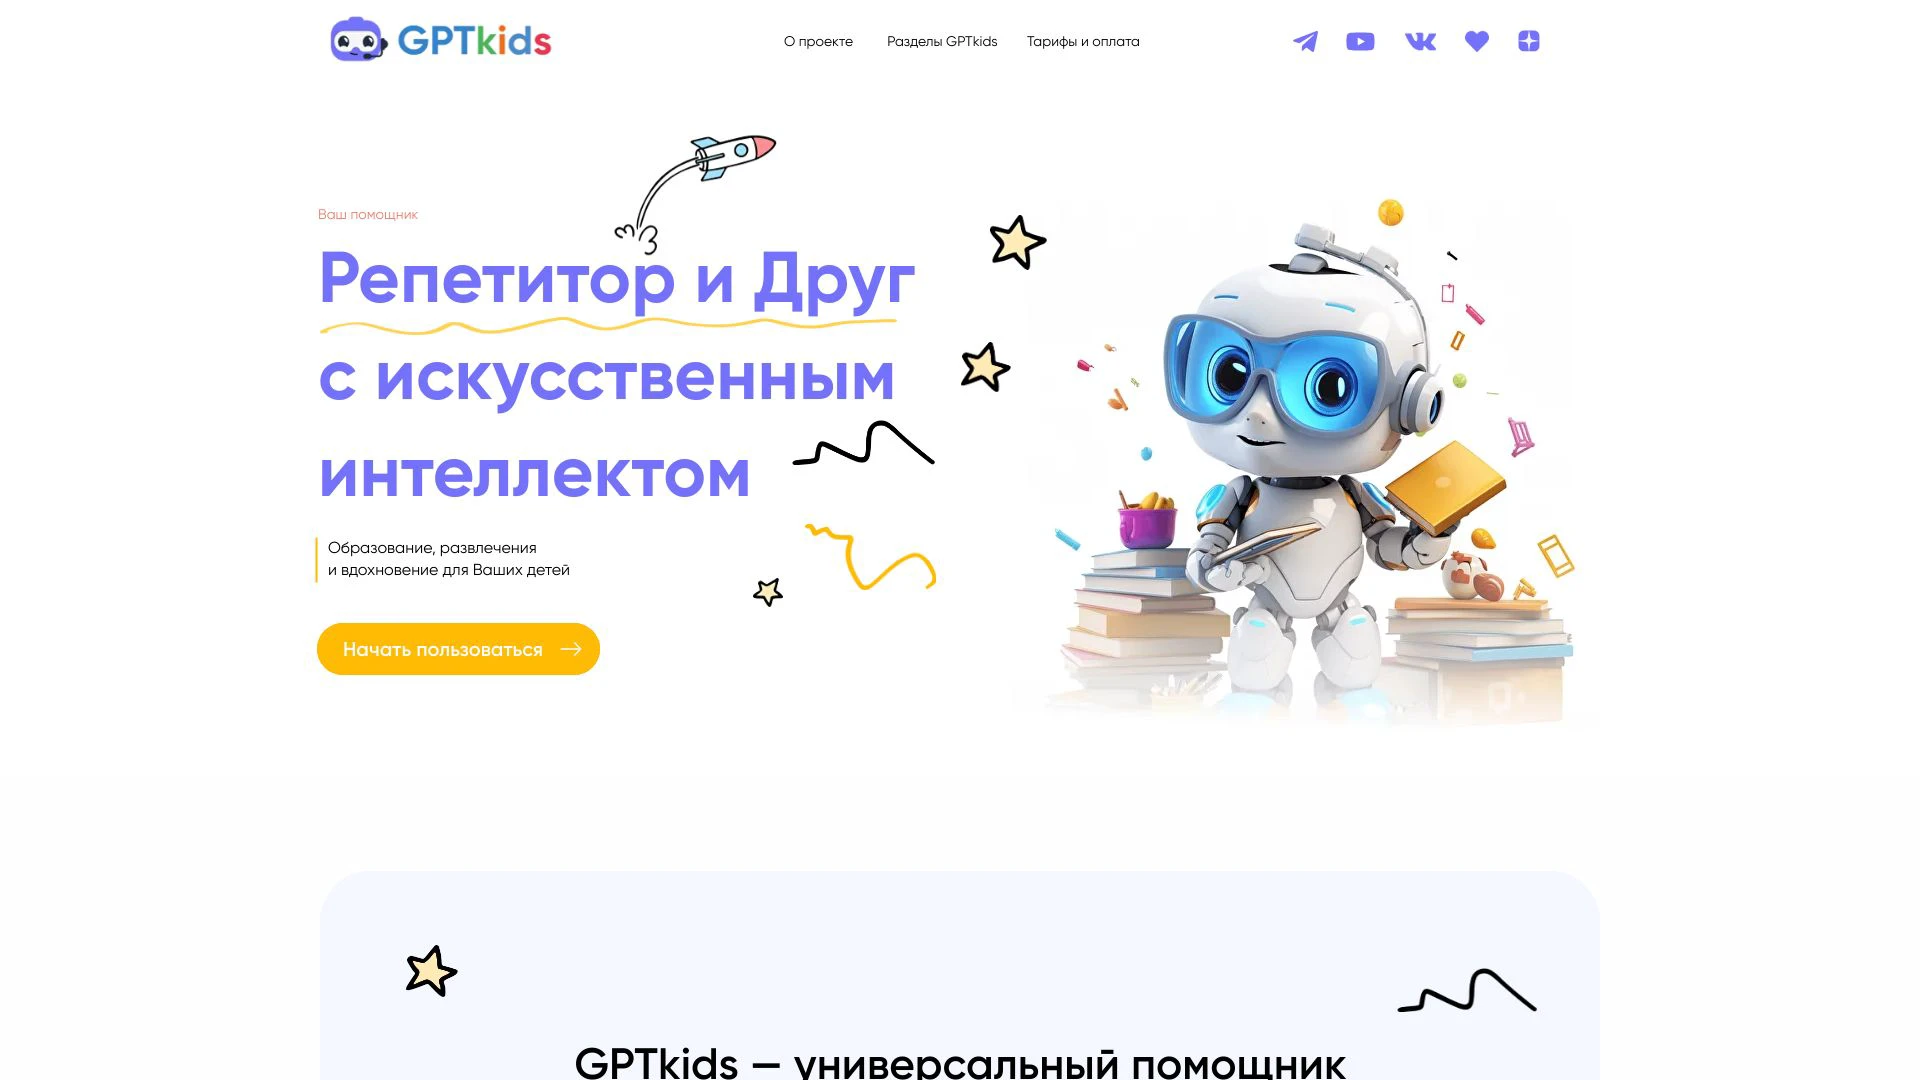 GPTkids
О проекте
Разделы GPTkids
Тарифы и оплата
Ваш помощник
Репетитор и Друг
с искусственным
интеллектом
Образование, развлечения
и вдохновение для Ваших детей
Начать пользоваться
GPTkids — универсальный помощник